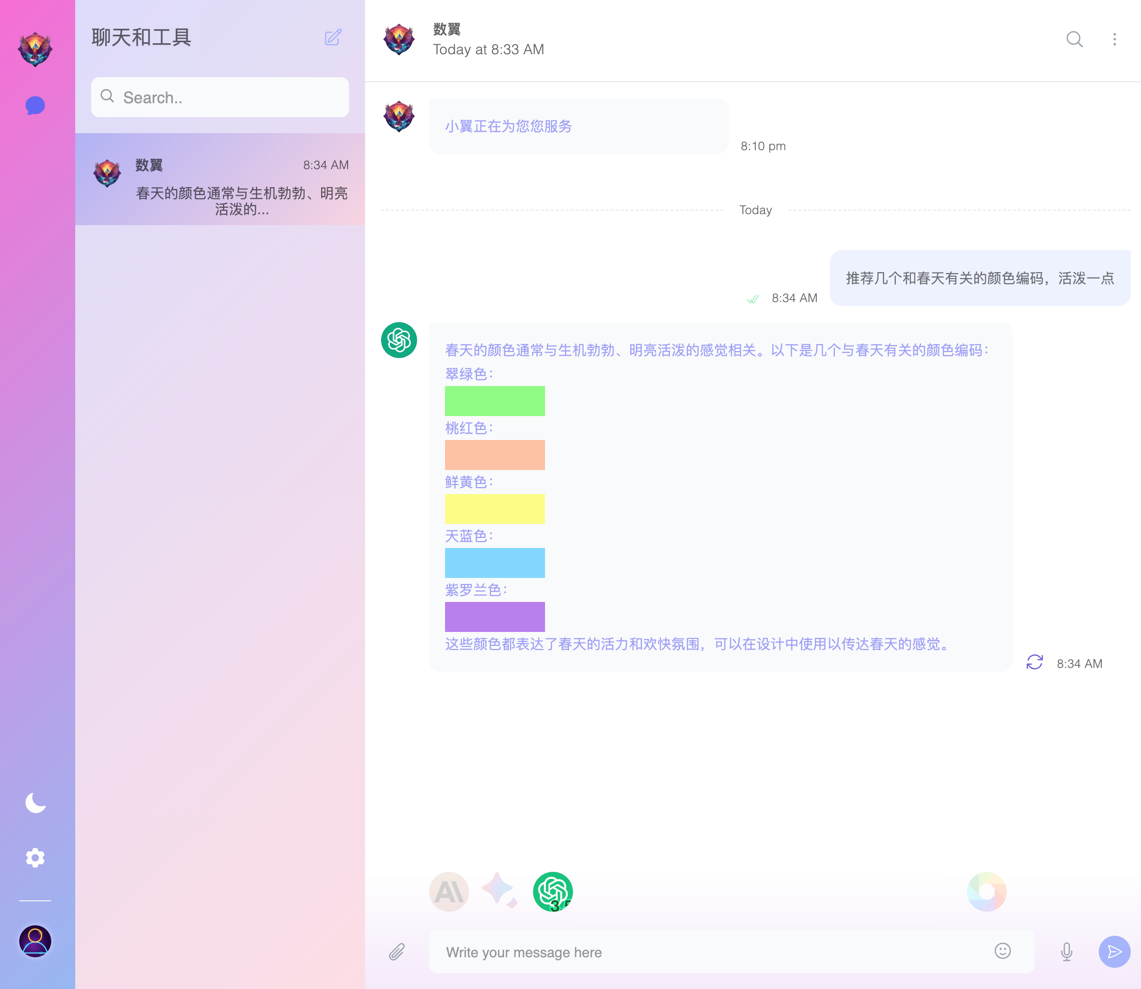 聊天和工具
Search..
数翼
8:34 AM
春天的颜色通常与生机勃勃、明亮
活泼的...
数翼
Today at 8:33 AM
小翼正在为您您服务
8:10 pm
Today
推荐几个和春天有关的颜色编码，活泼一点
8:34 AM
春天的颜色通常与生机勃勃、明亮活泼的感觉相关。以下是几个与春天有关的颜色编码：
翠绿色：
桃红色：
鲜黄色：
天蓝色：
紫罗兰色：
这些颜色都表达了春天的活力和欢快氛围，可以在设计中使用以传达春天的感觉。
8:34 AM
A\
3.5
Write your message here